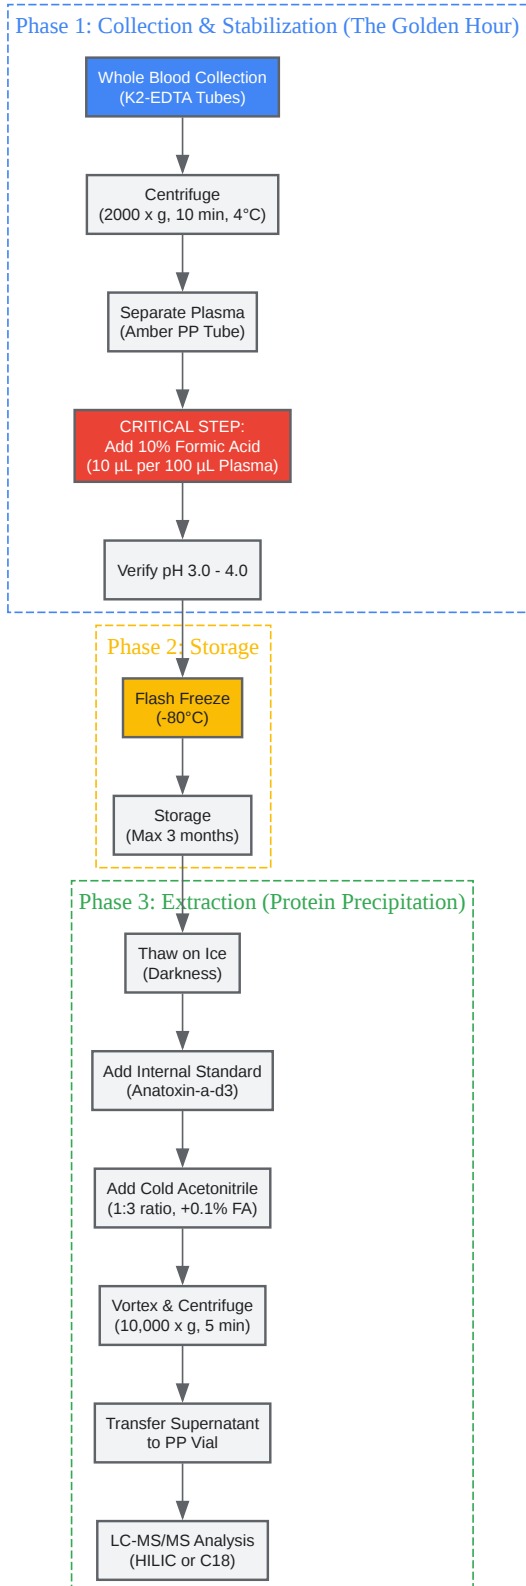 Phase 1: Collection & Stabilization (The Golden Hour)
Whole Blood Collection
(K2-EDTA Tubes)
Centrifuge
(2000 x g, 10 min, 4°C)
Separate Plasma
(Amber PP Tube)
CRITICAL STEP:
Add 10% Formic Acid
(10 µL per 100 µL Plasma)
Verify pH 3.0 - 4.0
Phase 2: Storage
Flash Freeze
(-80°C)
Storage
(Max 3 months)
Phase 3: Extraction (Protein Precipitation)
Thaw on Ice
(Darkness)
Add Internal Standard
(Anatoxin-a-d3)
Add Cold Acetonitrile
(1:3 ratio, +0.1% FA)
Vortex & Centrifuge
(10,000 x g, 5 min)
Transfer Supernatant
to PP Vial
LC-MS/MS Analysis
(HILIC or C18)